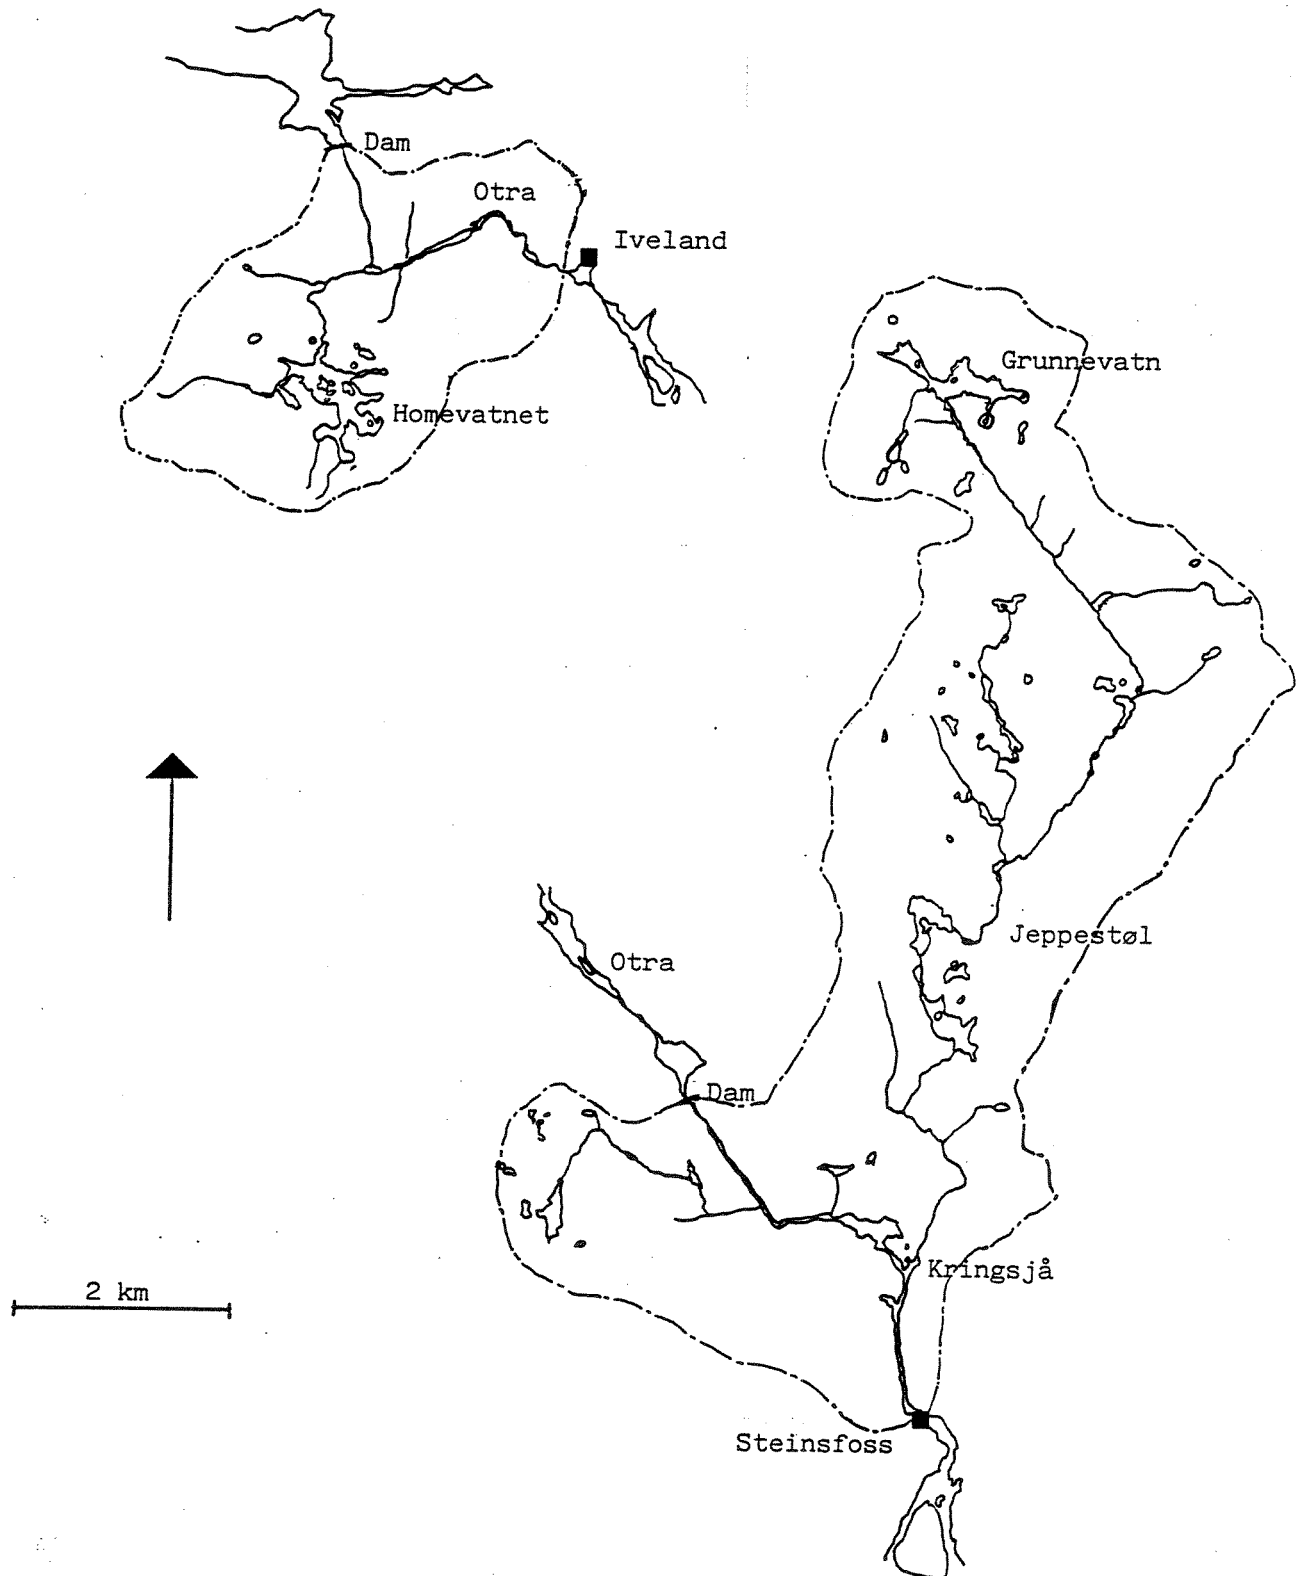 Dam
Otra
Iveland
Grunnevatn
Homevatnet
Jeppestøl
Otra
Dam
Kringsjå
2 km
Steinsfoss